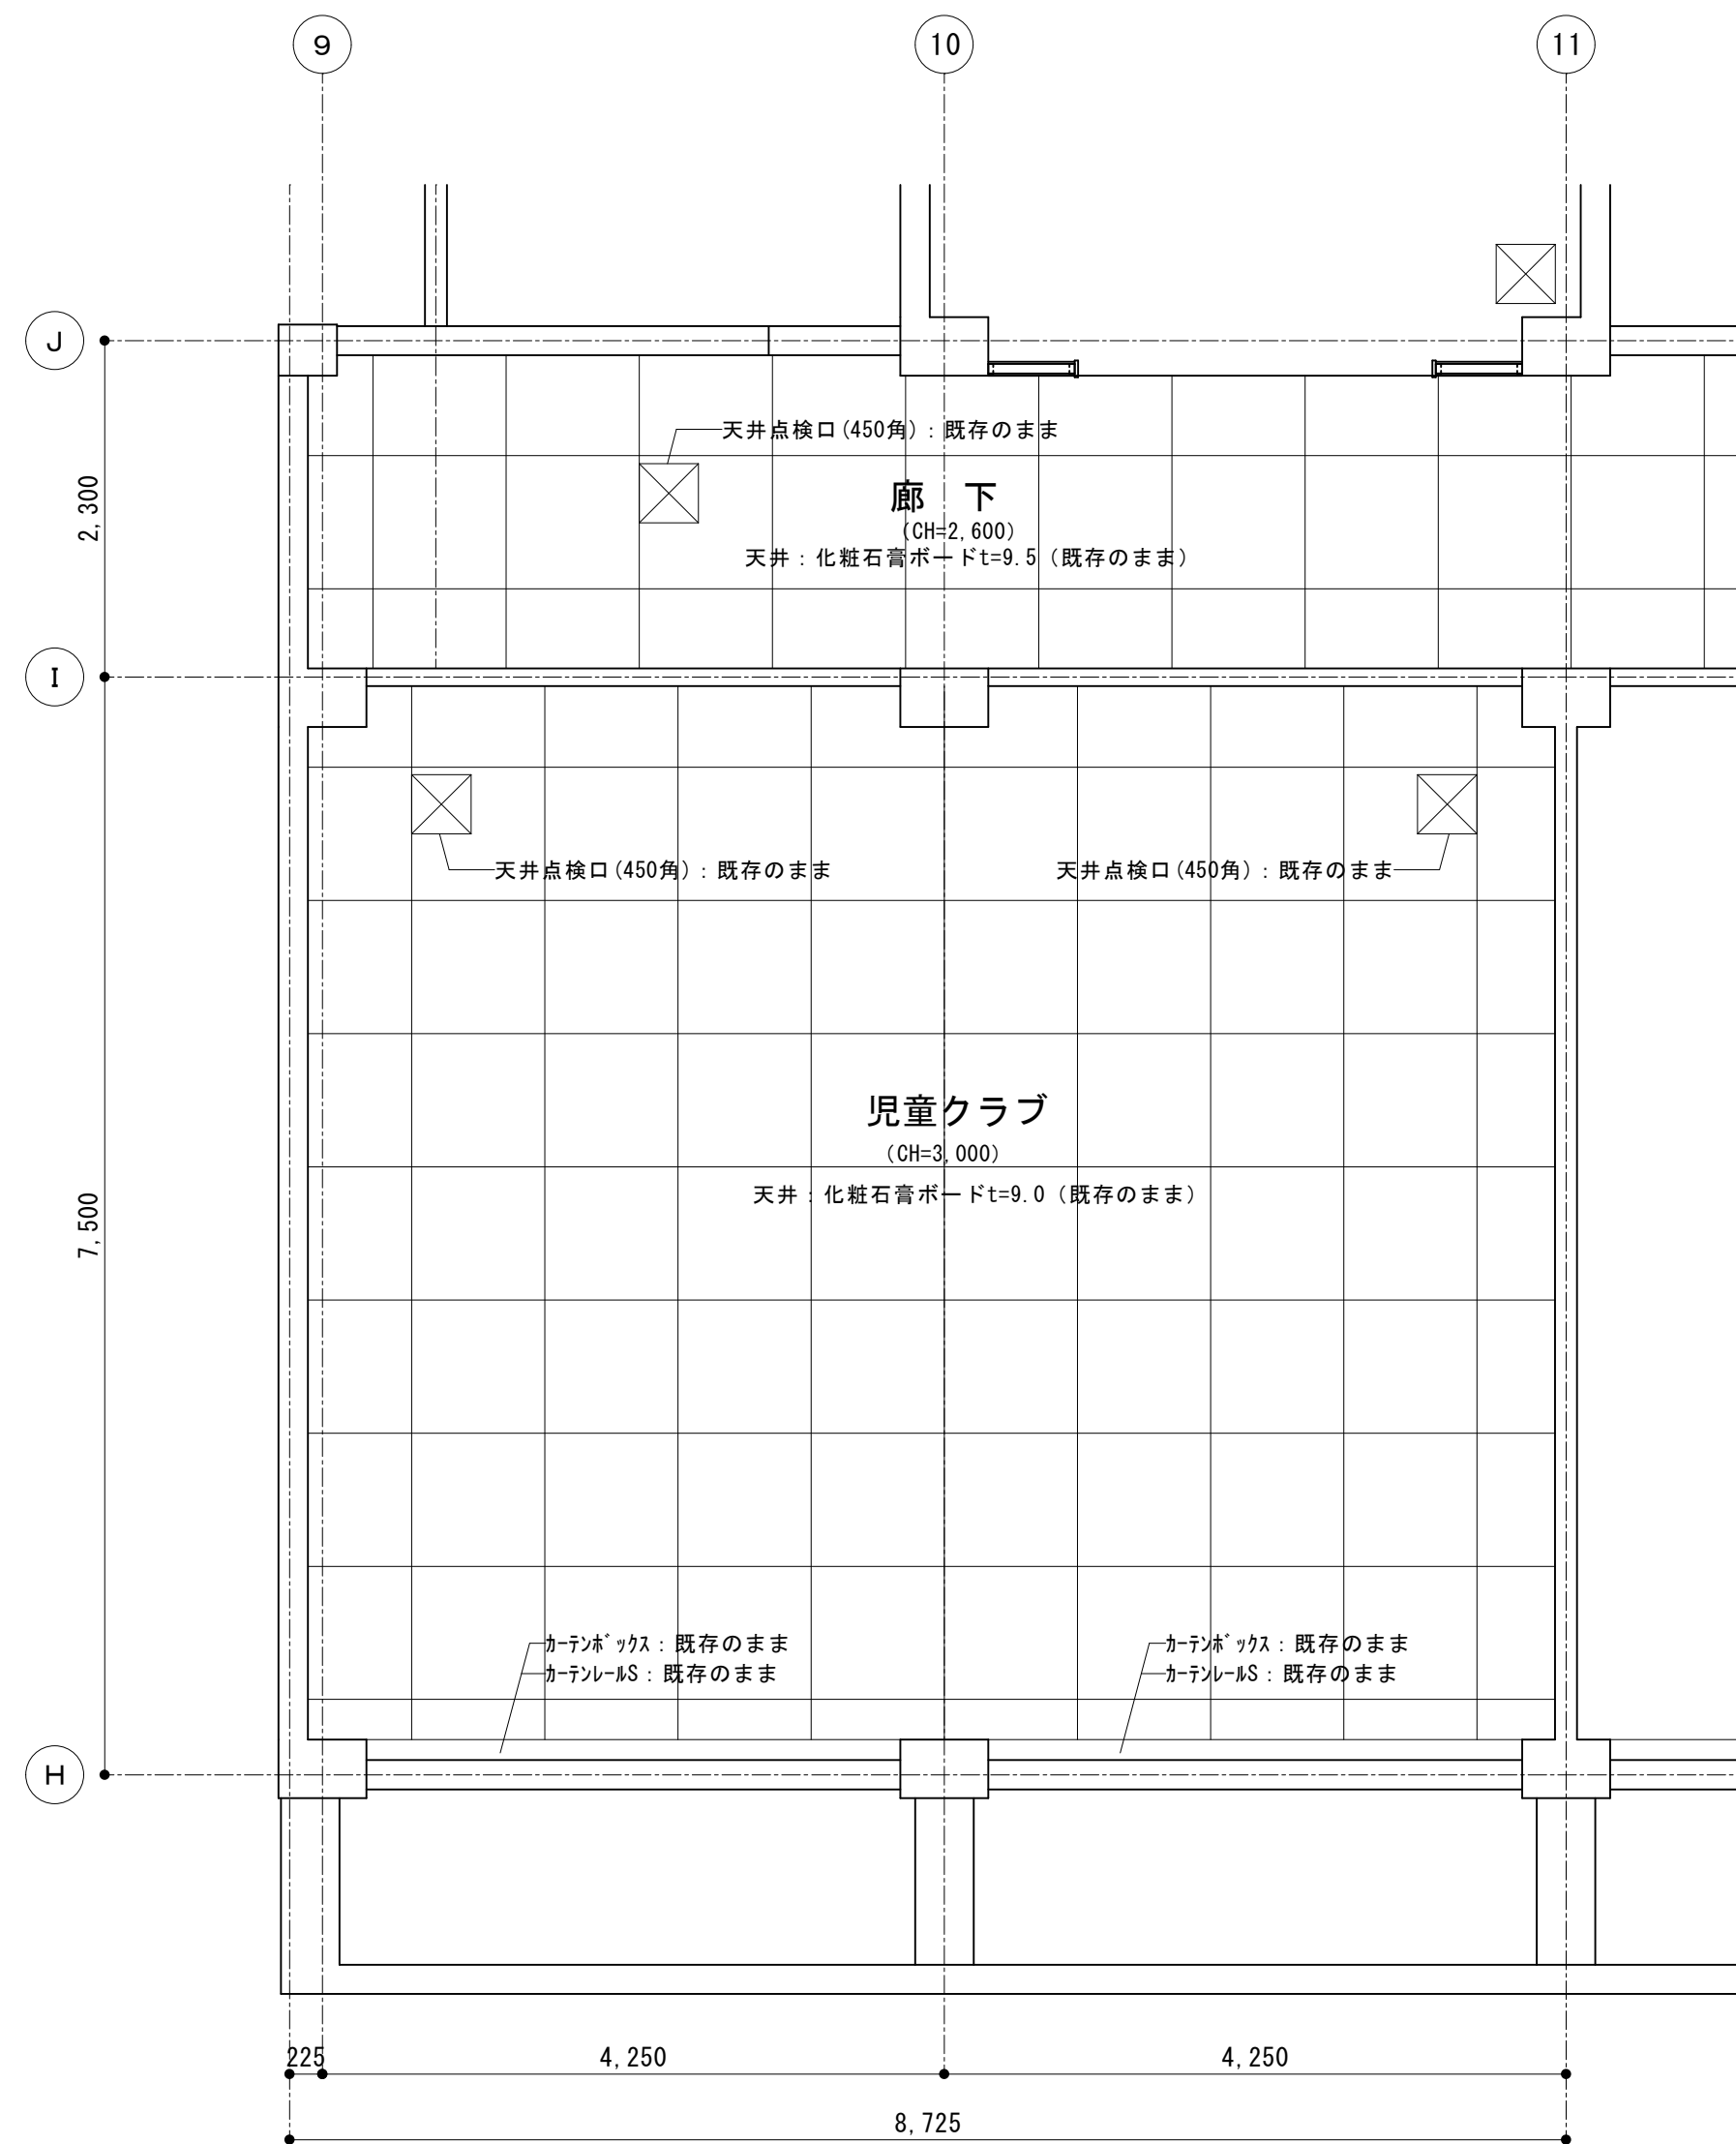 9
10
11
J
天井点検口(450角):既存のまま
2,300
廊 下
(CH=2,600)
天井:化粧石膏ボードt=9.5(既存のまま)
I
天井点検口(450角):既存のまま
天井点検口(450角):既存のまま
児童クラブ
(CH=3,000)
天井:化粧石膏ボードt=9.0(既存のまま)
7,500
ｶｰﾃﾝﾎﾞｯｸｽ:既存のまま
ｶｰﾃﾝﾚｰﾙS:既存のまま
ｶｰﾃﾝﾎﾞｯｸｽ:既存のまま
ｶｰﾃﾝﾚｰﾙS:既存のまま
H
225
4,250
4,250
8,725